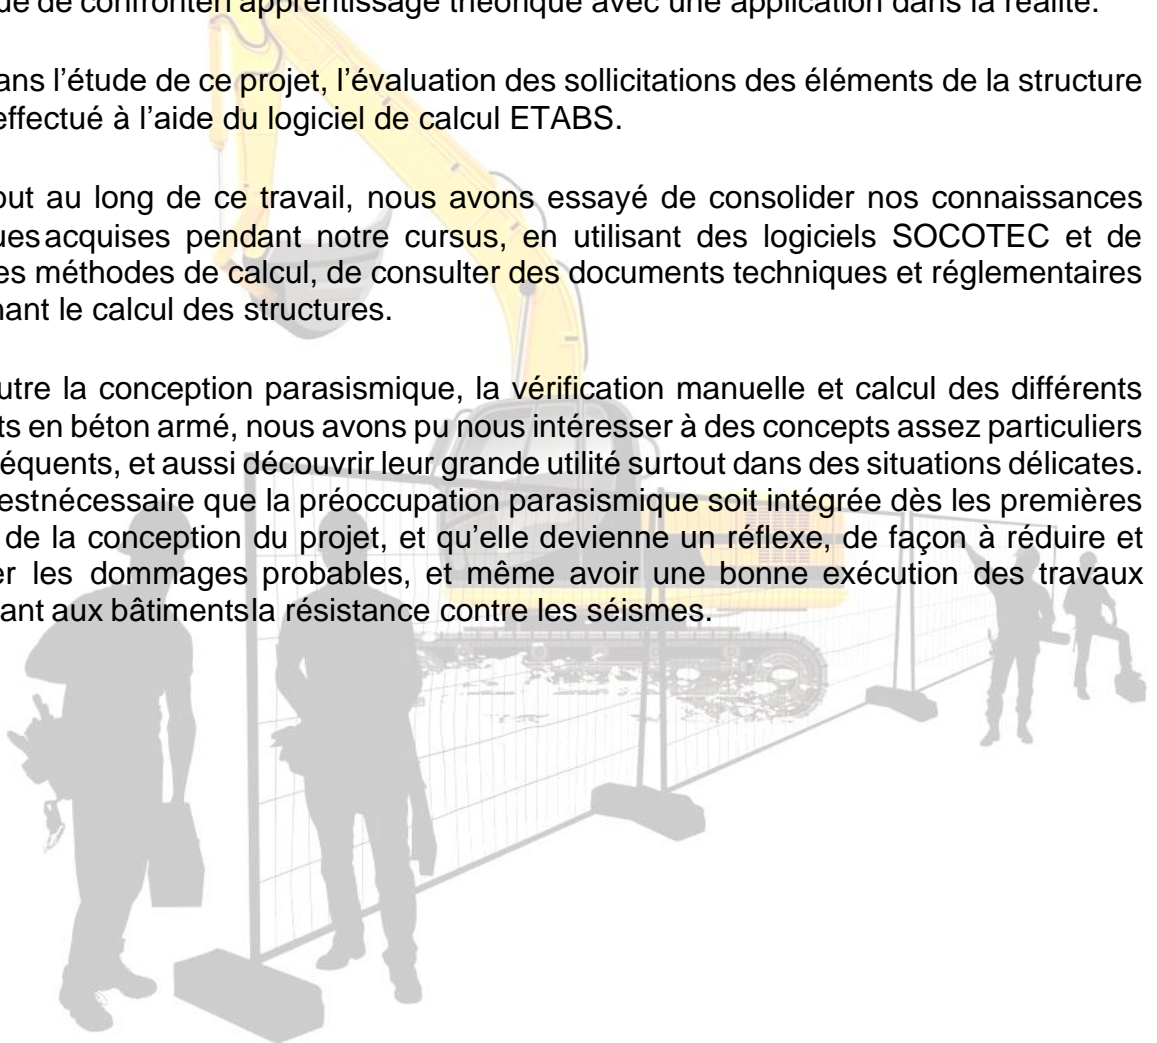 ue de confronter l'apprentissage théorique avec une application dans la réalité.
ans l'étude de ce projet, l'évaluation des sollicitations des éléments de la structure
effectué à l'aide du logiciel de calcul ETABS.
out au long de ce travail, nous avons essayé de consolider nos connaissances
ues acquises pendant notre cursus, en utilisant des logiciels SOCOTEC et de
es méthodes de calcul, de consulter des documents techniques et réglementaires
nant le calcul des structures.
utre la conception parasismique, la vérification manuelle et calcul des différents
ts en béton armé, nous avons pu nous intéresser à des concepts assez particuliers
équents, et aussi découvrir leur grande utilité surtout dans des situations délicates.
estnécessaire que la préoccupation parasismique soit intégrée dès les premières
de la conception du projet, et qu'elle devienne un réflexe, de façon à réduire et
er les dommages probables, et même avoir une bonne exécution des travaux
ant aux bâtimentsla résistance contre les séismes.